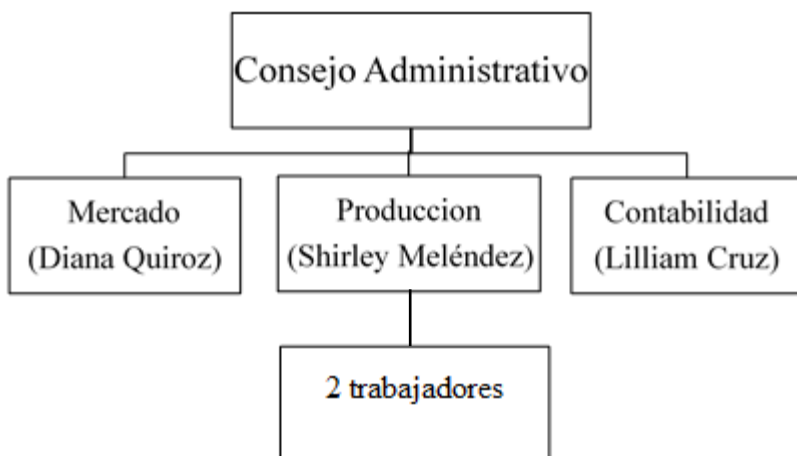 Consejo Administrativo
Mercado
(Diana Quiroz)
Produccion
(Shirley Meléndez)
Contabilidad
(Lilliam Cruz)
2 trabajadores